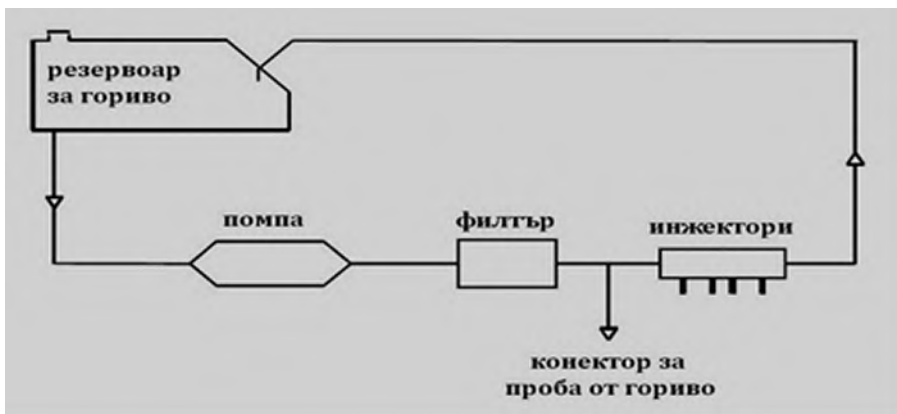 резервоар
за гориво
помпа
филтър
инжектори
конектор за
проба от гориво